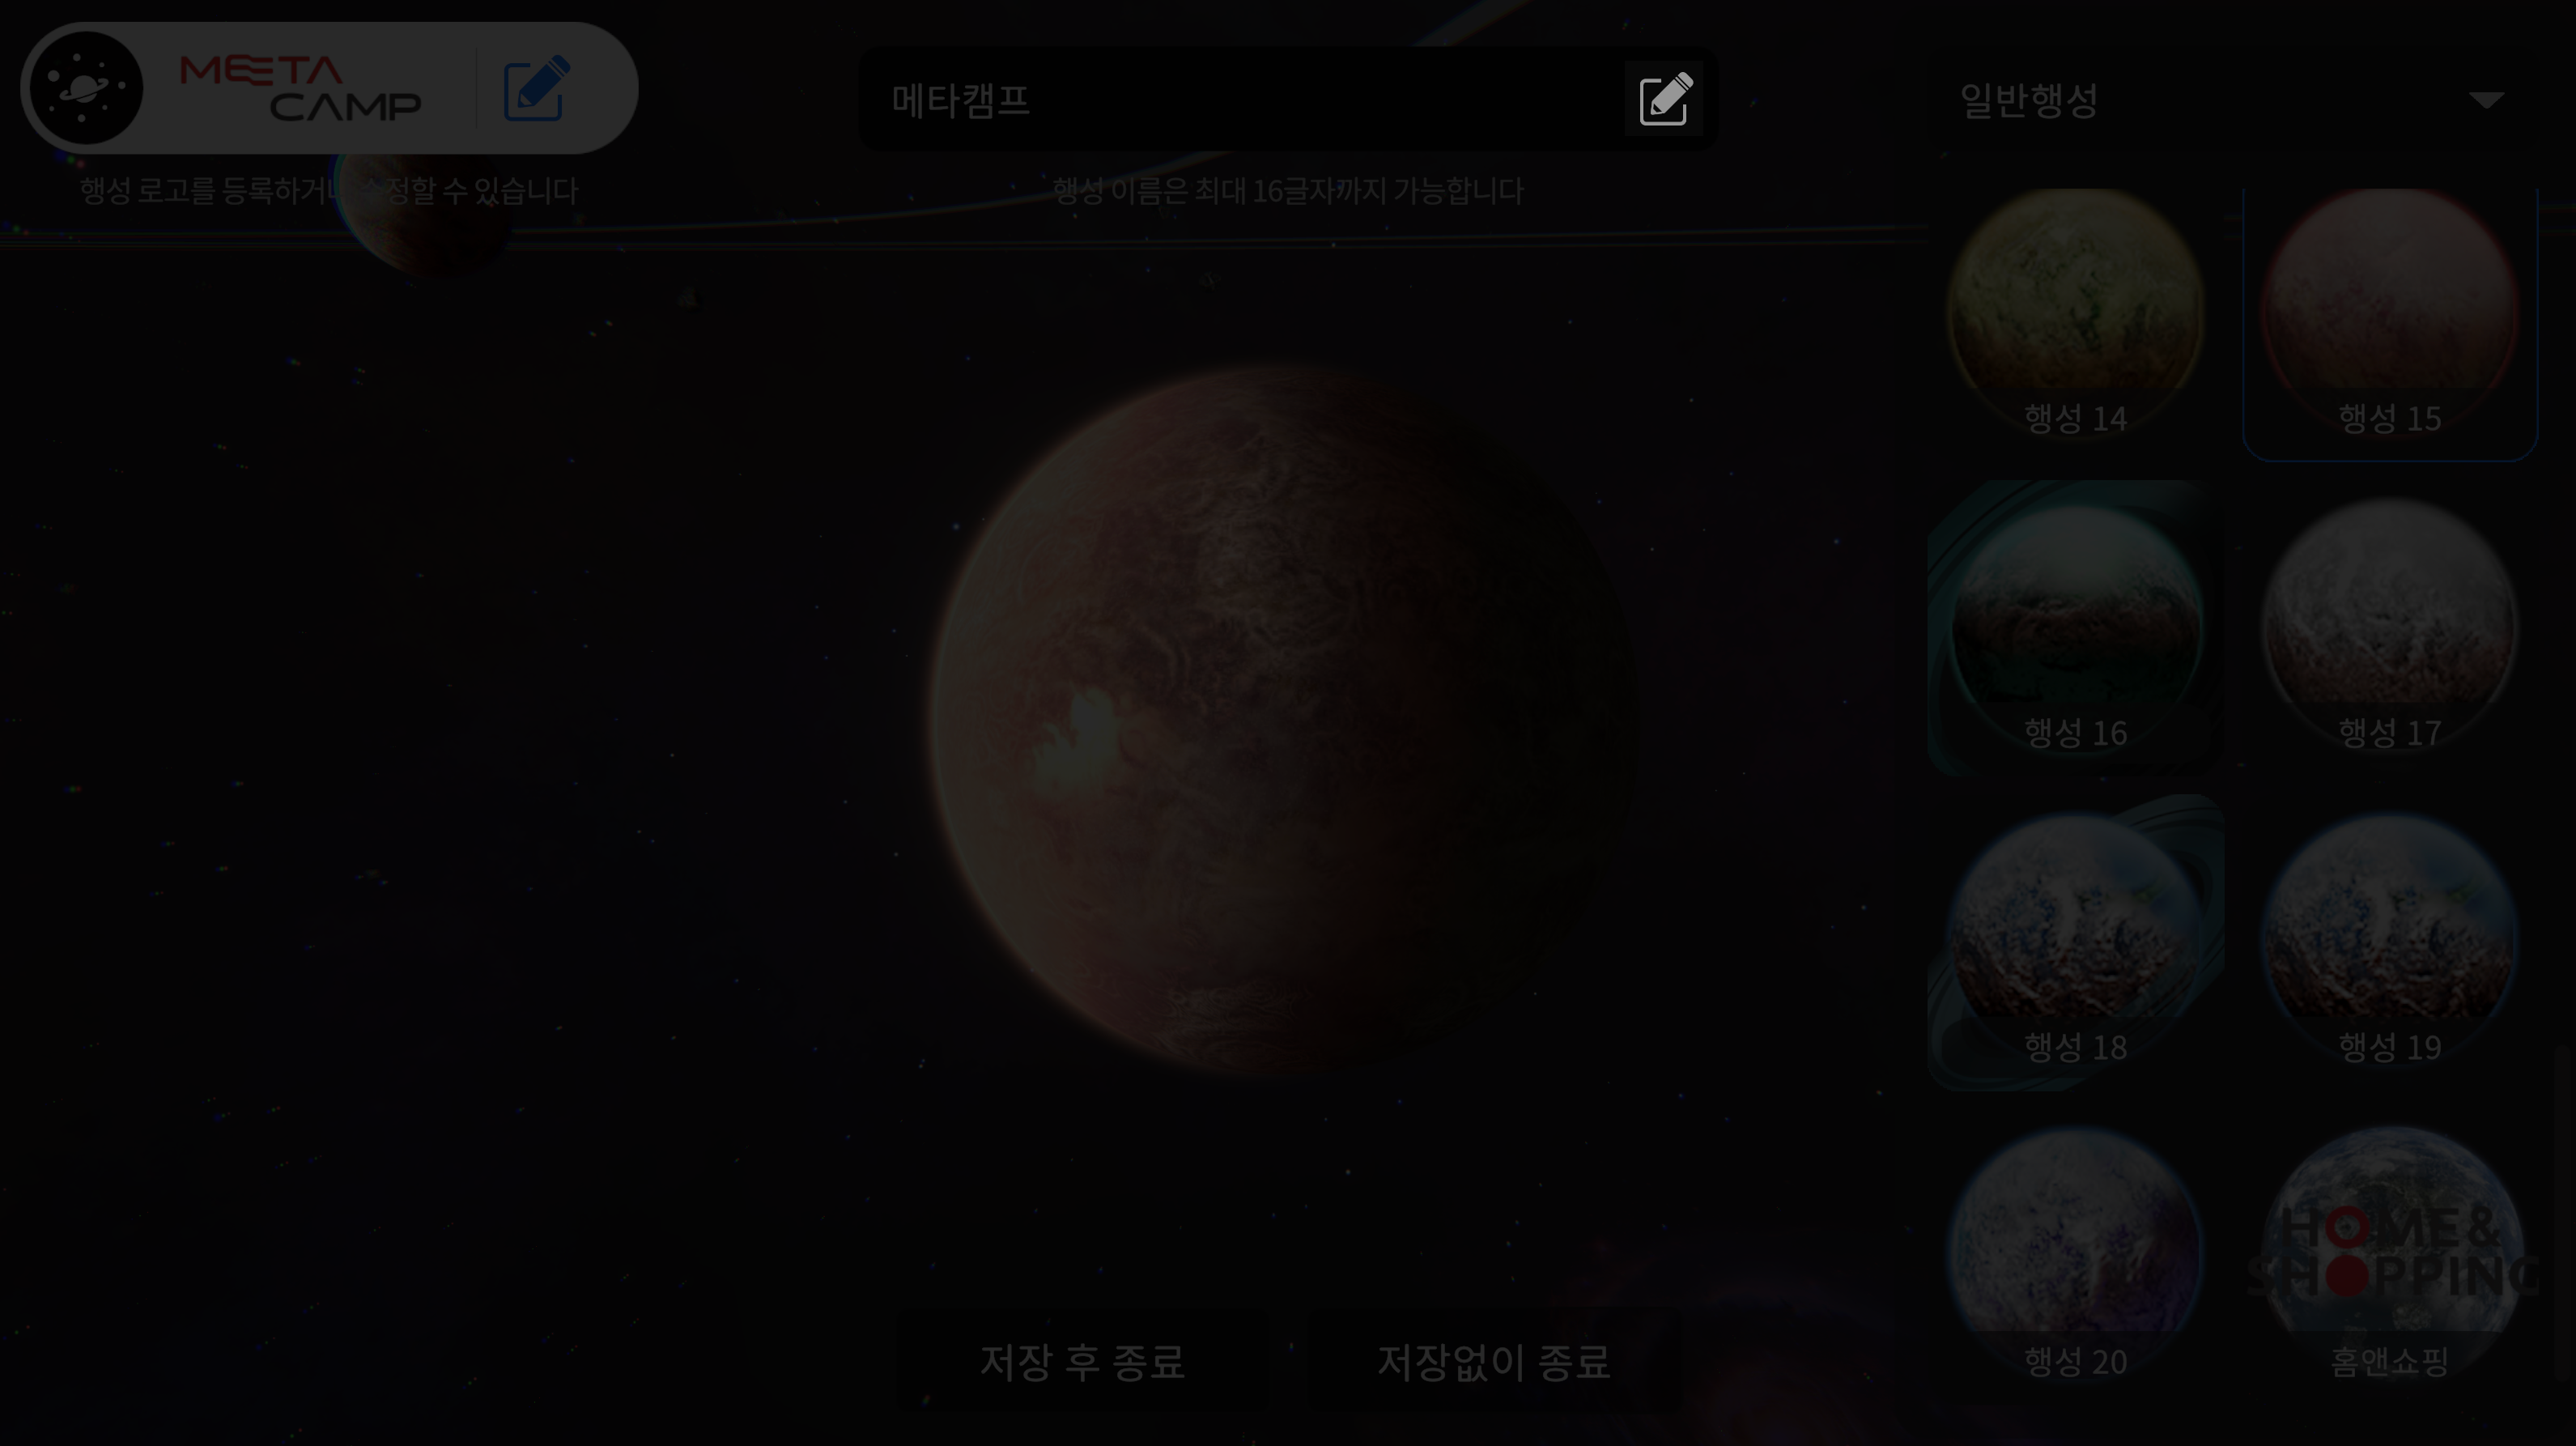 META
CAMP
메타캠프
일반행성
행성 로고를 등록하거나 수정할 수 있습니다
행성 이름은 최대 16글자까지 가능합니다
행성 14
행성 15
행성 16
행성 17
행성 18
행성 19
HOME&
SHOPPING
행성 20
홈앤쇼핑
저장 후 종료
저장없이 종료